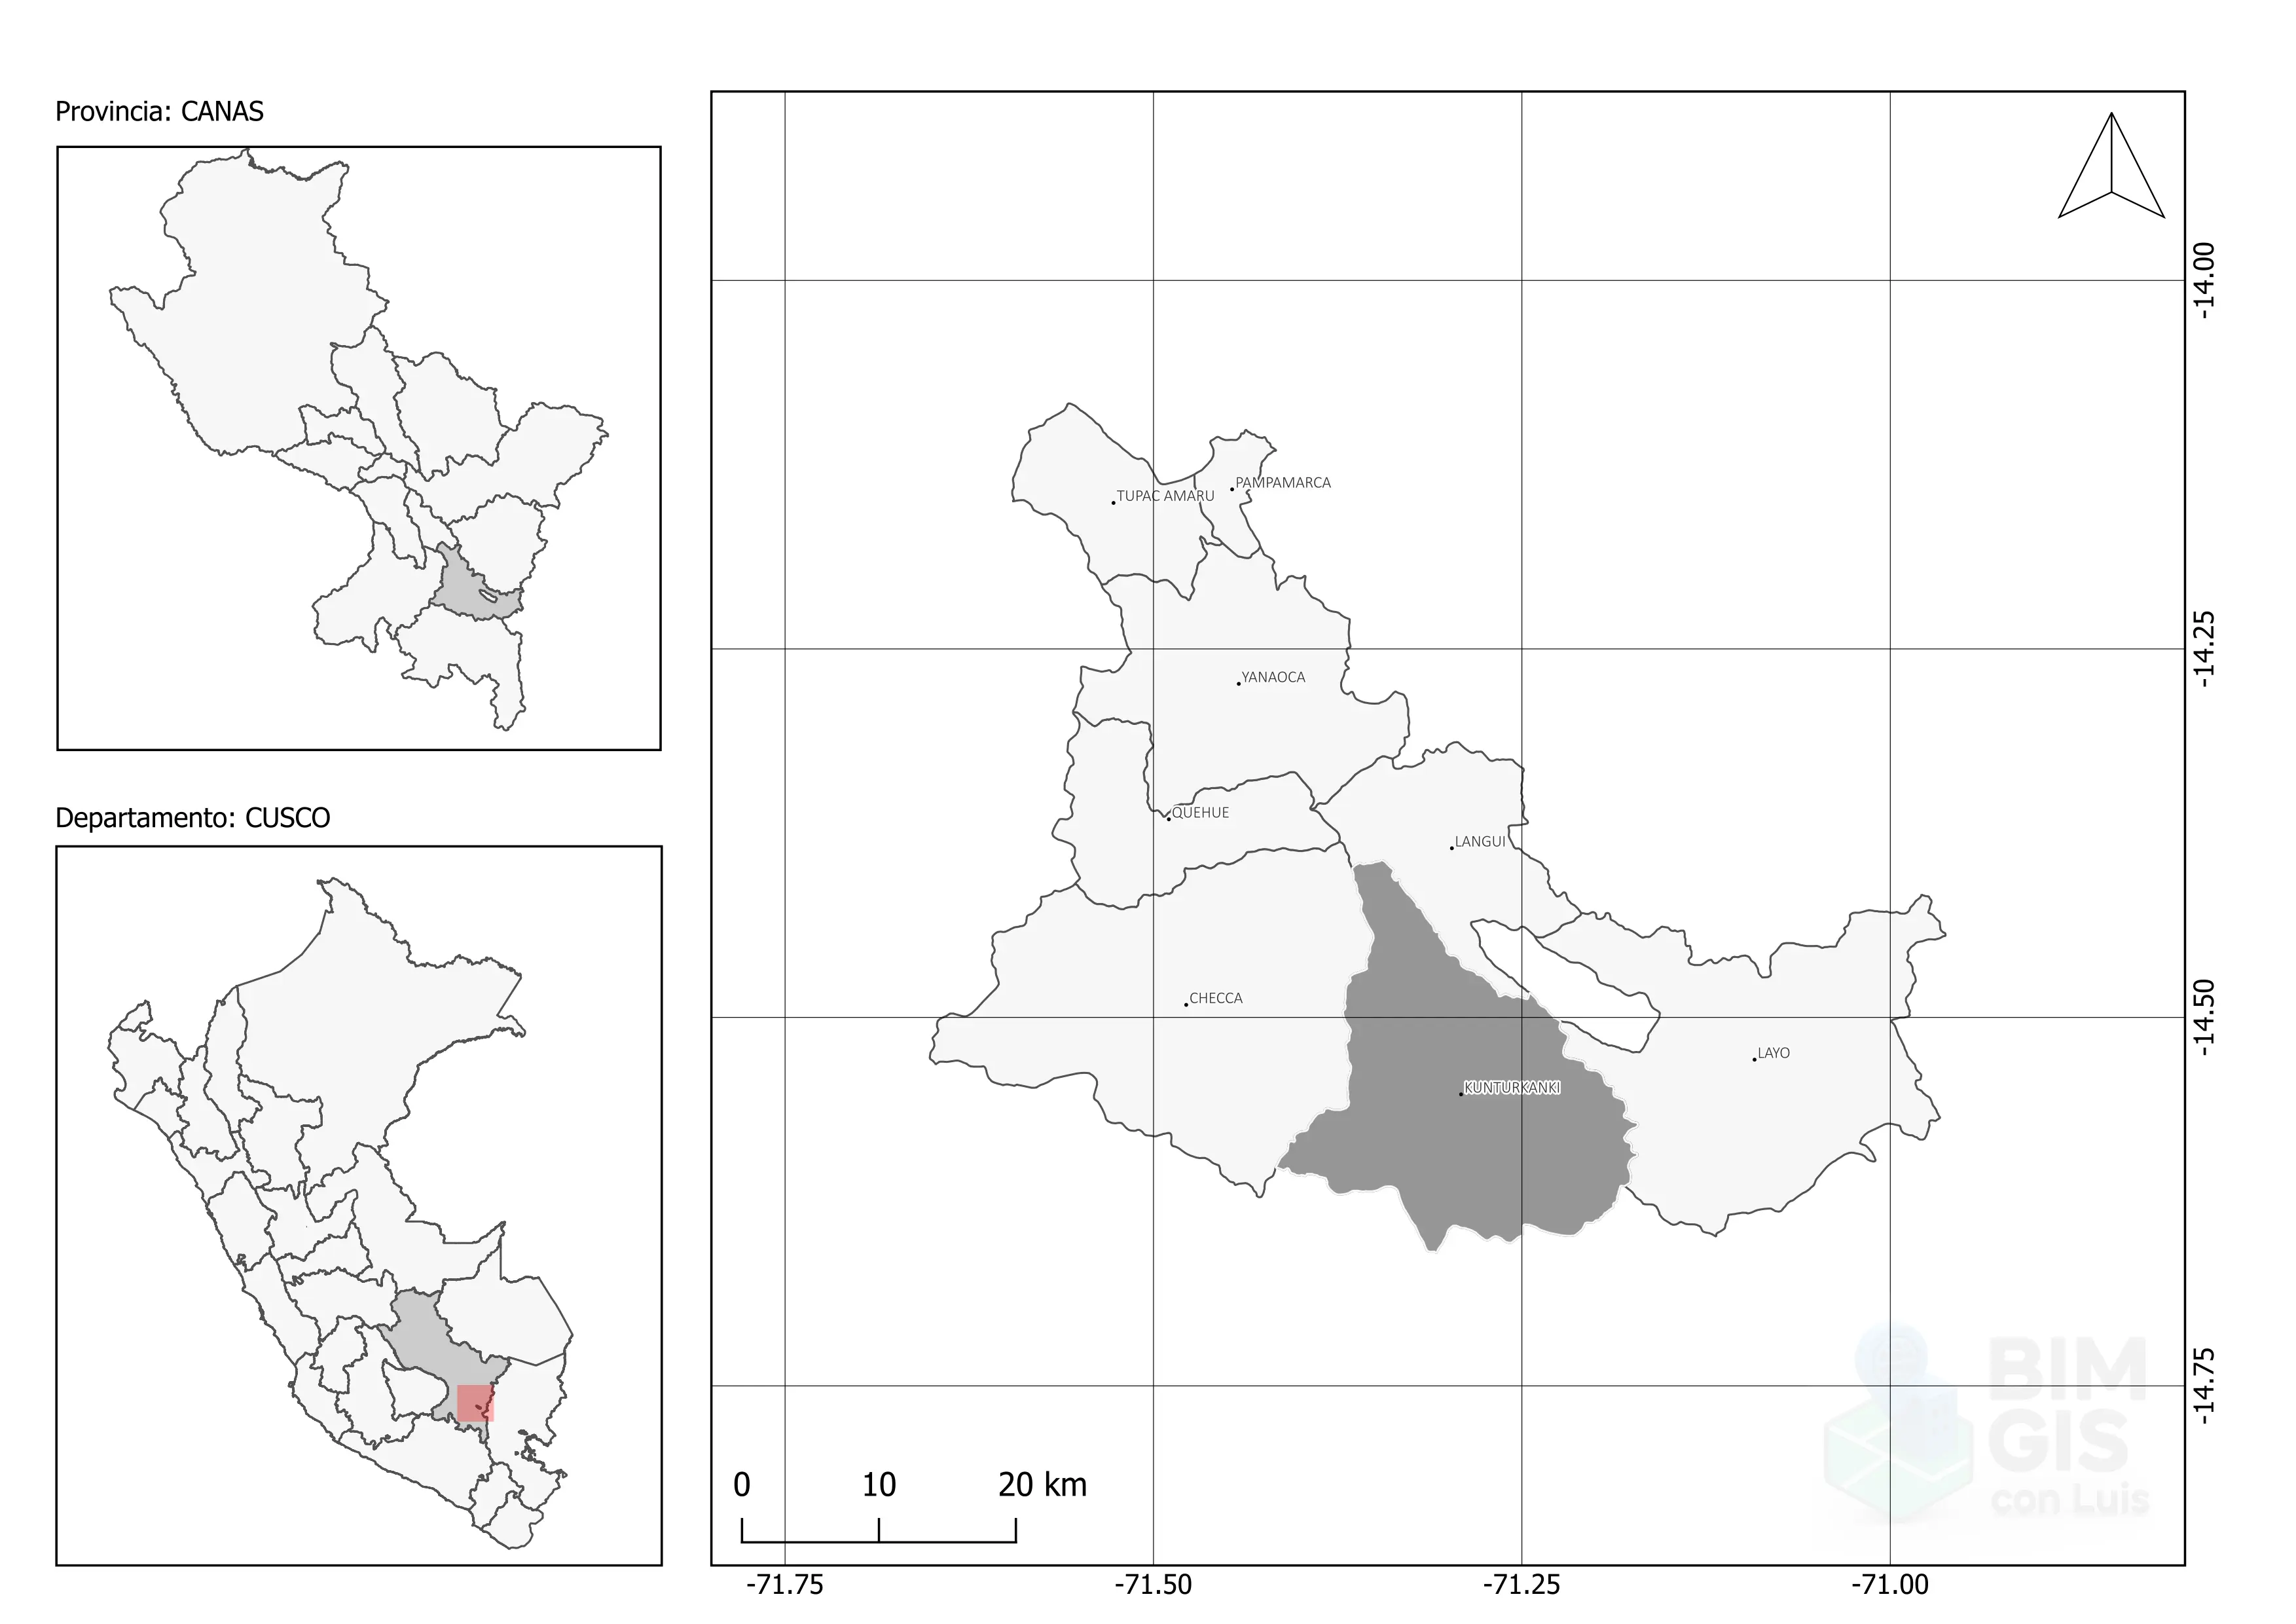 Provincia: CANAS
Departamento: CUSCO
TUPAC AMARU
PAMPAMARCA
YANAOCA
QUEHUE
LANGUI
CHECCA
LAYO
KUNTURKANKI
-14.00
-14.25
-14.50
-14.75
0 10 20 km
-71.75 -71.50 -71.25 -71.00
BIM
GIS
con Luis